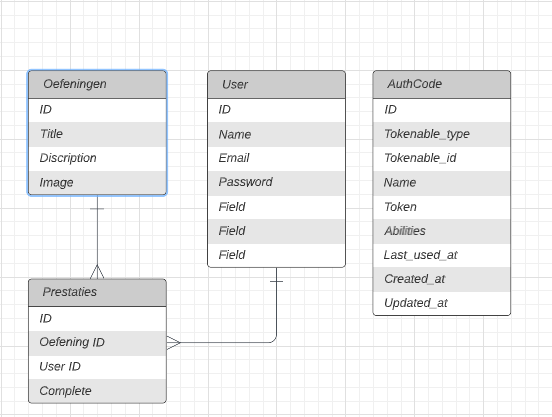 Oefeningen
ID
Title
Discription
Image
User
ID
Name
Email
Password
Field
Field
Field
AuthCode
ID
Tokenable_type
Tokenable_id
Name
Token
Abilities
Last_used_at
Created_at
Updated_at
Prestaties
ID
Oefening ID
User ID
Complete